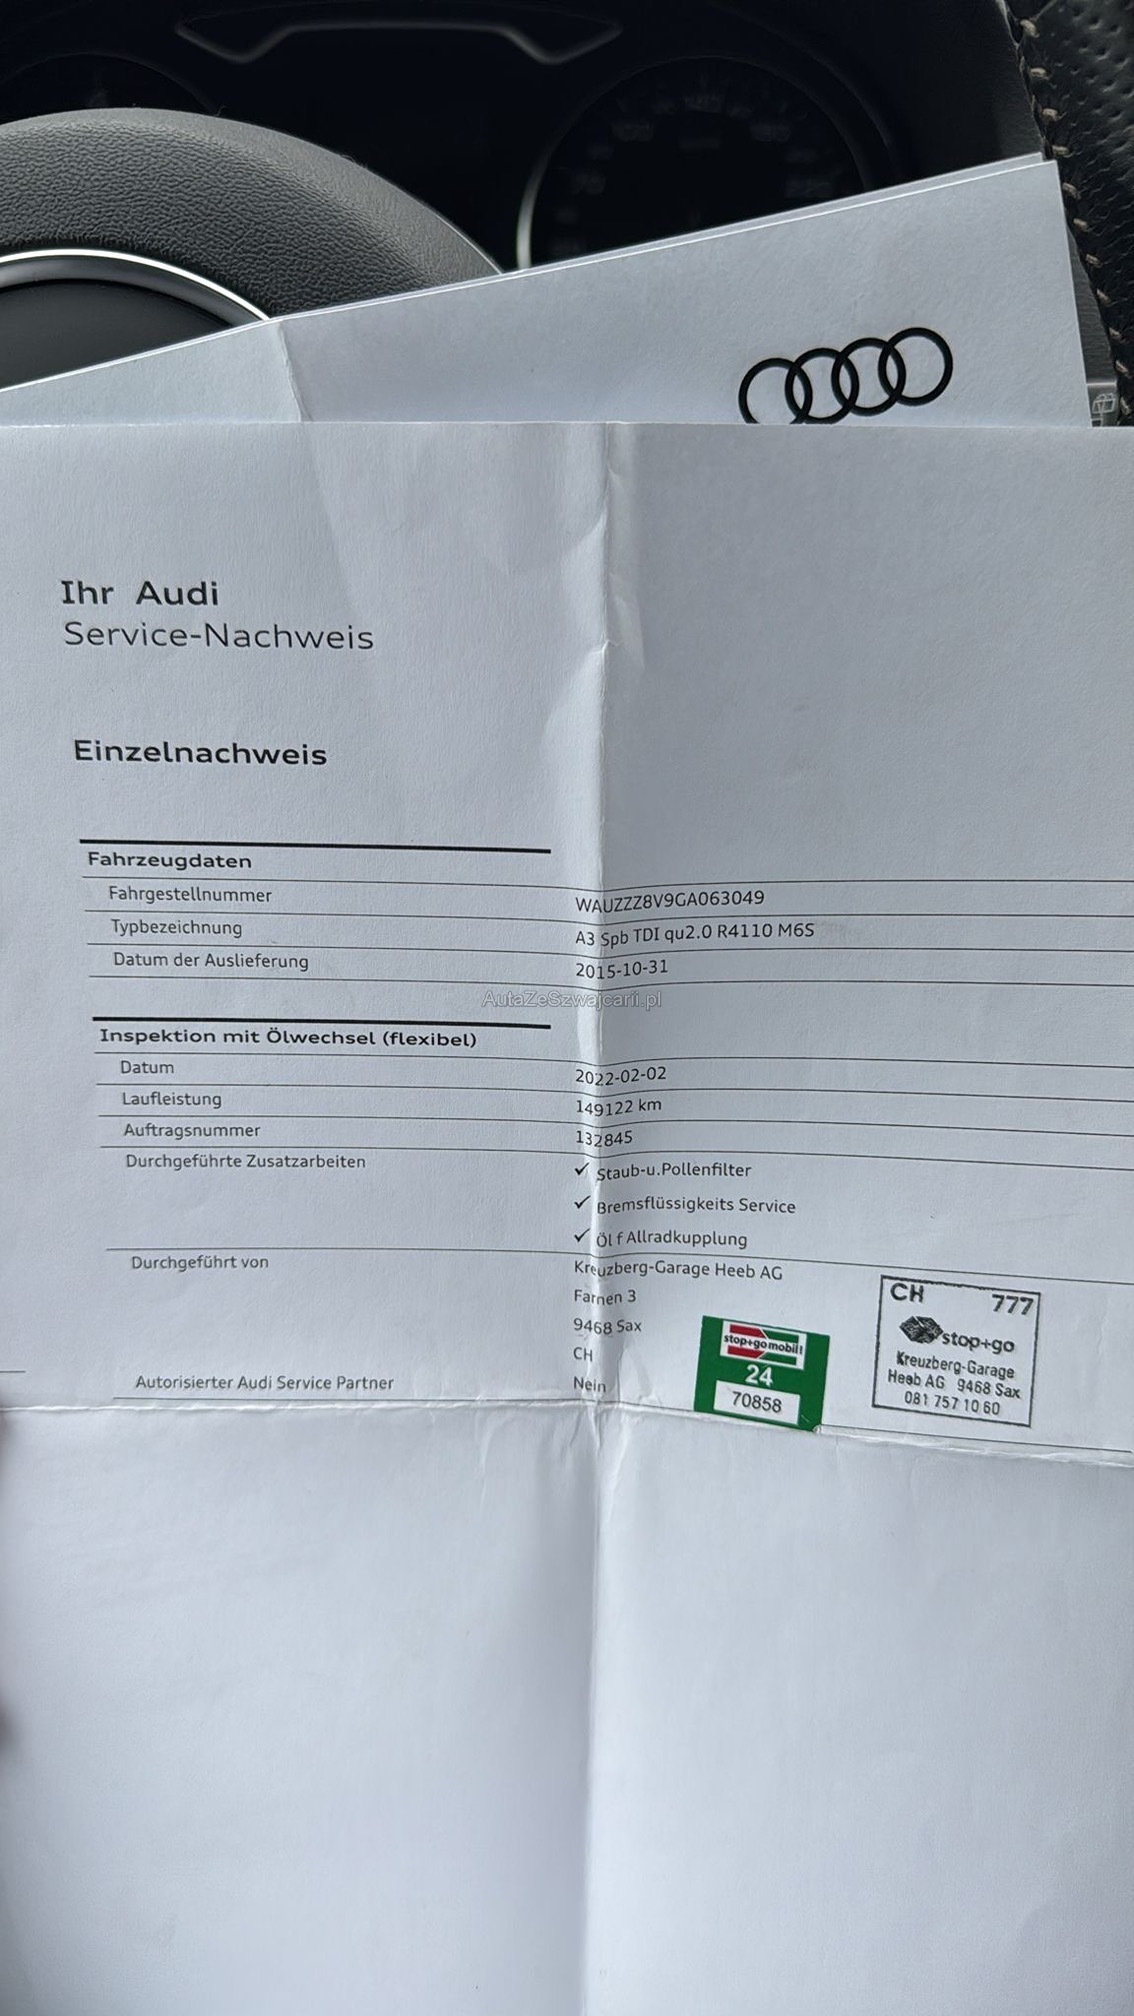 Ihr Audi
Service-Nachweis
Einzelnachweis
Fahrzeugdaten
Fahrgestellnummer WAUZZZ8V9GA063049
Typbezeichnung A3 Spb TDI qu2.0 R4110 M6S
Datum der Auslieferung 2015-10-31
AutaZeSzwajcarii.pl
Inspektion mit Ölwechsel (flexibel)
Datum 2022-02-02
Laufleistung 149122 km
Auftragsnummer 132845
Durchgeführte Zusatzarbeiten ✓ Staub-u.Pollenfilter
✓ Bremsflüssigkeits Service
✓ Öl f Allradkupplung
Durchgeführt von Kreuzberg-Garage Heeb AG
Farnen 3
9468 Sax
CH
Autorisierter Audi Service Partner Nein
stop+go mobil!
24
70858
CH 777
stop+go
Kreuzberg-Garage
Heeb AG 9468 Sax
081 757 10 60